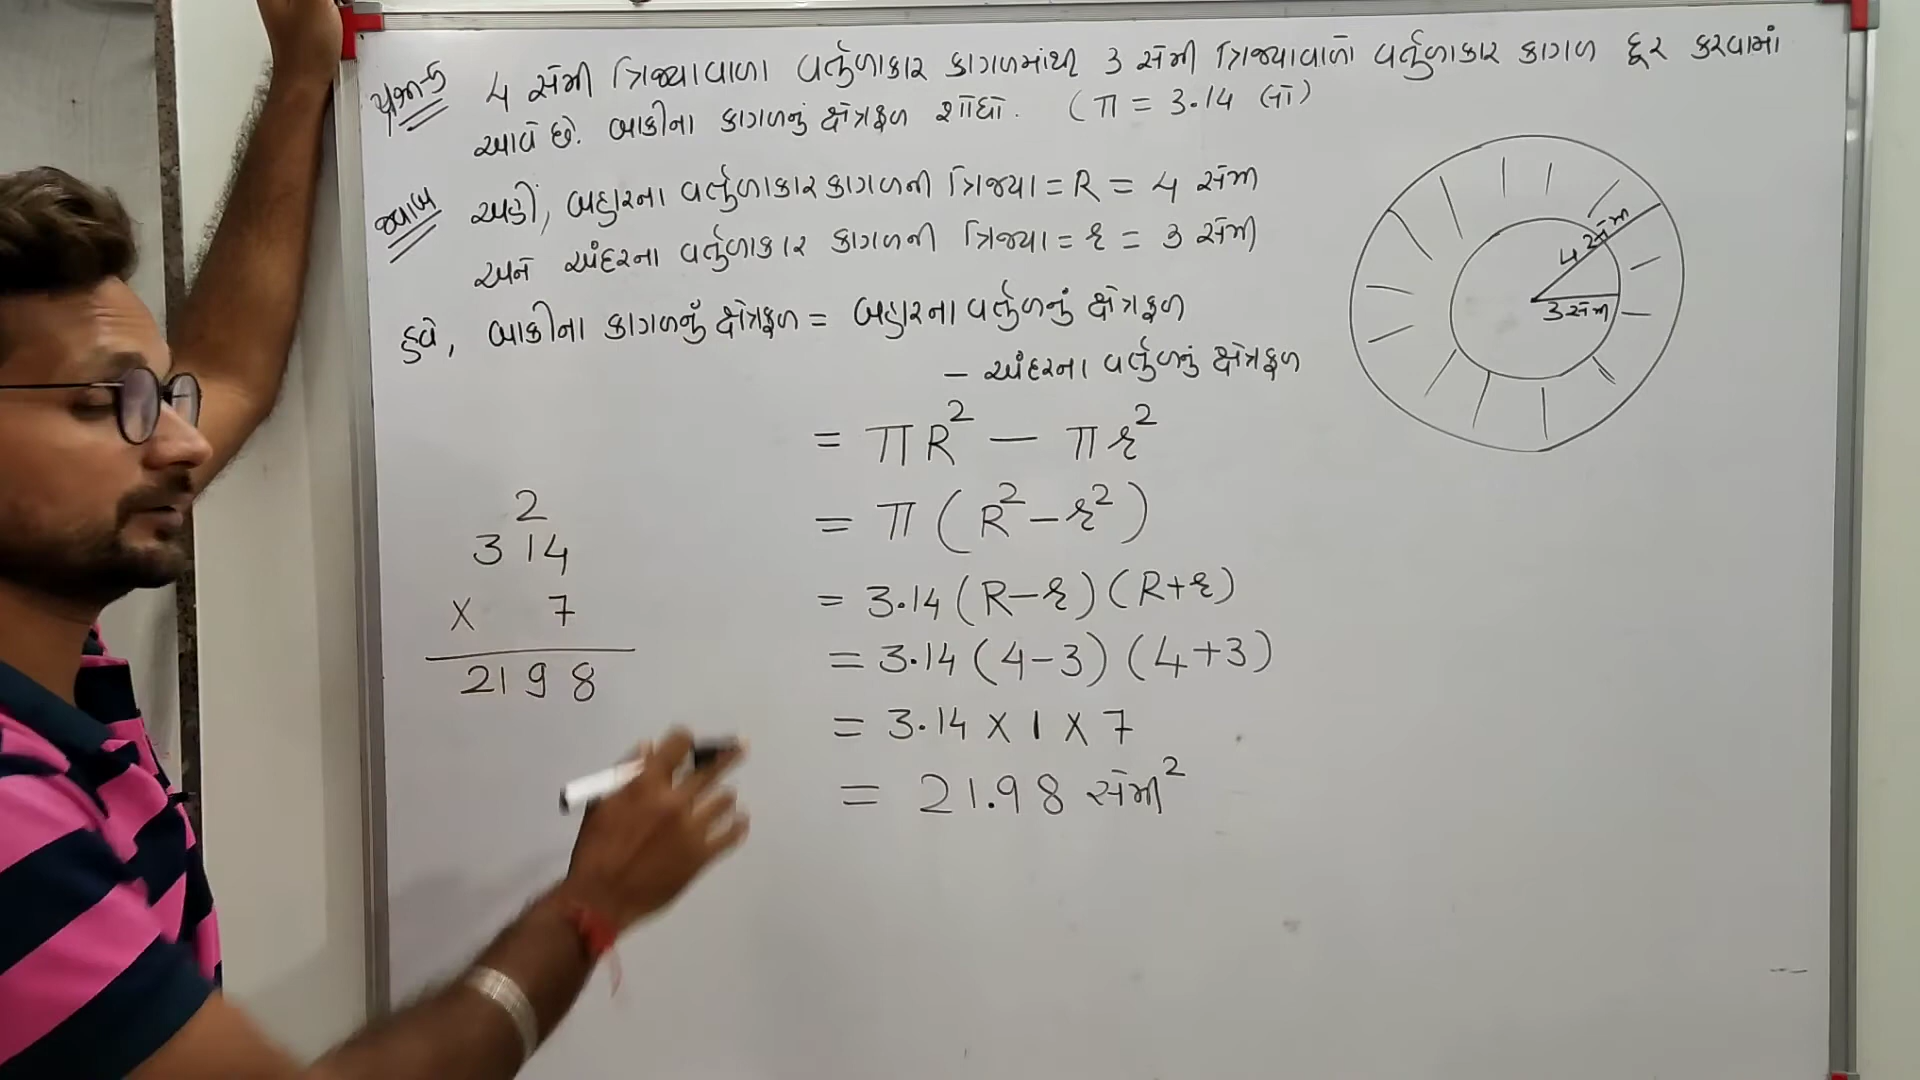 પ્રશ્ન-5 4 સેમી ત્રિજ્યાવાળા વર્તુળાકાર કાગળમાંથી 3 સેમી ત્રિજ્યાવાળો વર્તુળાકાર કાગળ દૂર કરવામાં
આવે છે. બાકીના કાગળનું ક્ષેત્રફળ શોધો. (π = 3.14 લો)
જવાબ અહીં, બહારના વર્તુળાકાર કાગળની ત્રિજ્યા = R = 4 સેમી
અને અંદરના વર્તુળાકાર કાગળની ત્રિજ્યા = r = 3 સેમી
હવે, બાકીના કાગળનું ક્ષેત્રફળ = બહારના વર્તુળનું ક્ષેત્રફળ
- અંદરના વર્તુળનું ક્ષેત્રફળ
= πR² - πr²
= π(R² - r²)
= 3.14(R-r)(R+r)
= 3.14(4-3)(4+3)
= 3.14 × 1 × 7
= 21.98 સેમી²
2
314
× 7
2198
4 સેમી
3 સેમી